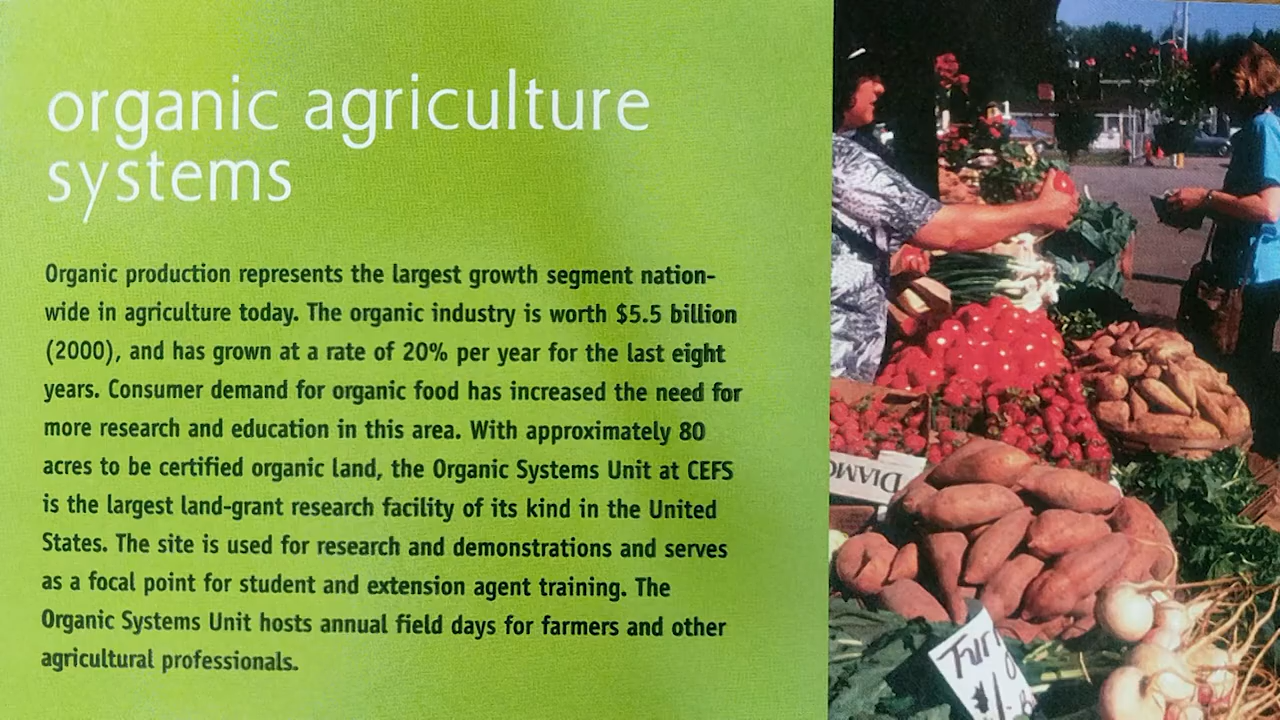 organic agriculture
systems
Organic production represents the largest growth segment nation-
wide in agriculture today. The organic industry is worth $5.5 billion
(2000), and has grown at a rate of 20% per year for the last eight
years. Consumer demand for organic food has increased the need for
more research and education in this area. With approximately 80
acres to be certified organic land, the Organic Systems Unit at CEFS
is the largest land-grant research facility of its kind in the United
States. The site is used for research and demonstrations and serves
as a focal point for student and extension agent training. The
Organic Systems Unit hosts annual field days for farmers and other
agricultural professionals.
DIAMO